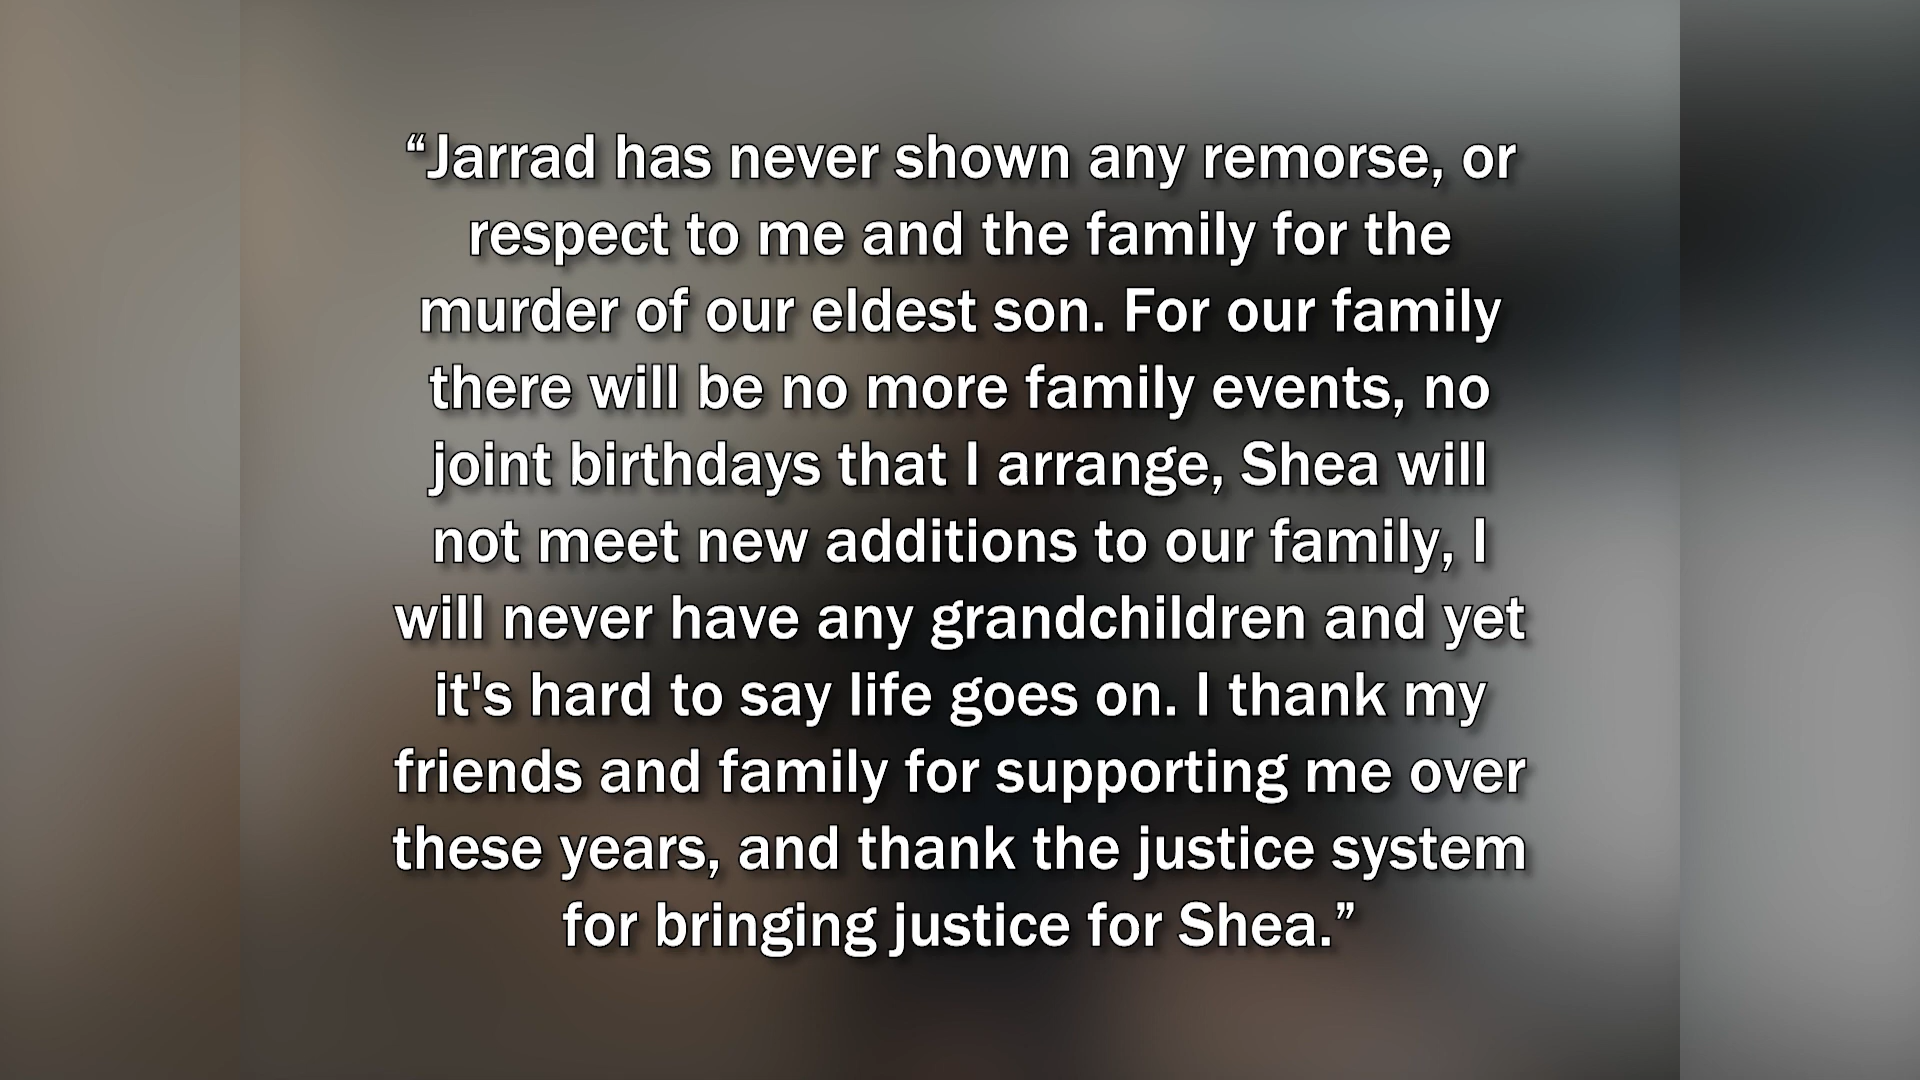 “Jarrad has never shown any remorse, or
respect to me and the family for the
murder of our eldest son. For our family
there will be no more family events, no
joint birthdays that I arrange, Shea will
not meet new additions to our family, I
will never have any grandchildren and yet
it's hard to say life goes on. I thank my
friends and family for supporting me over
these years, and thank the justice system
for bringing justice for Shea.”